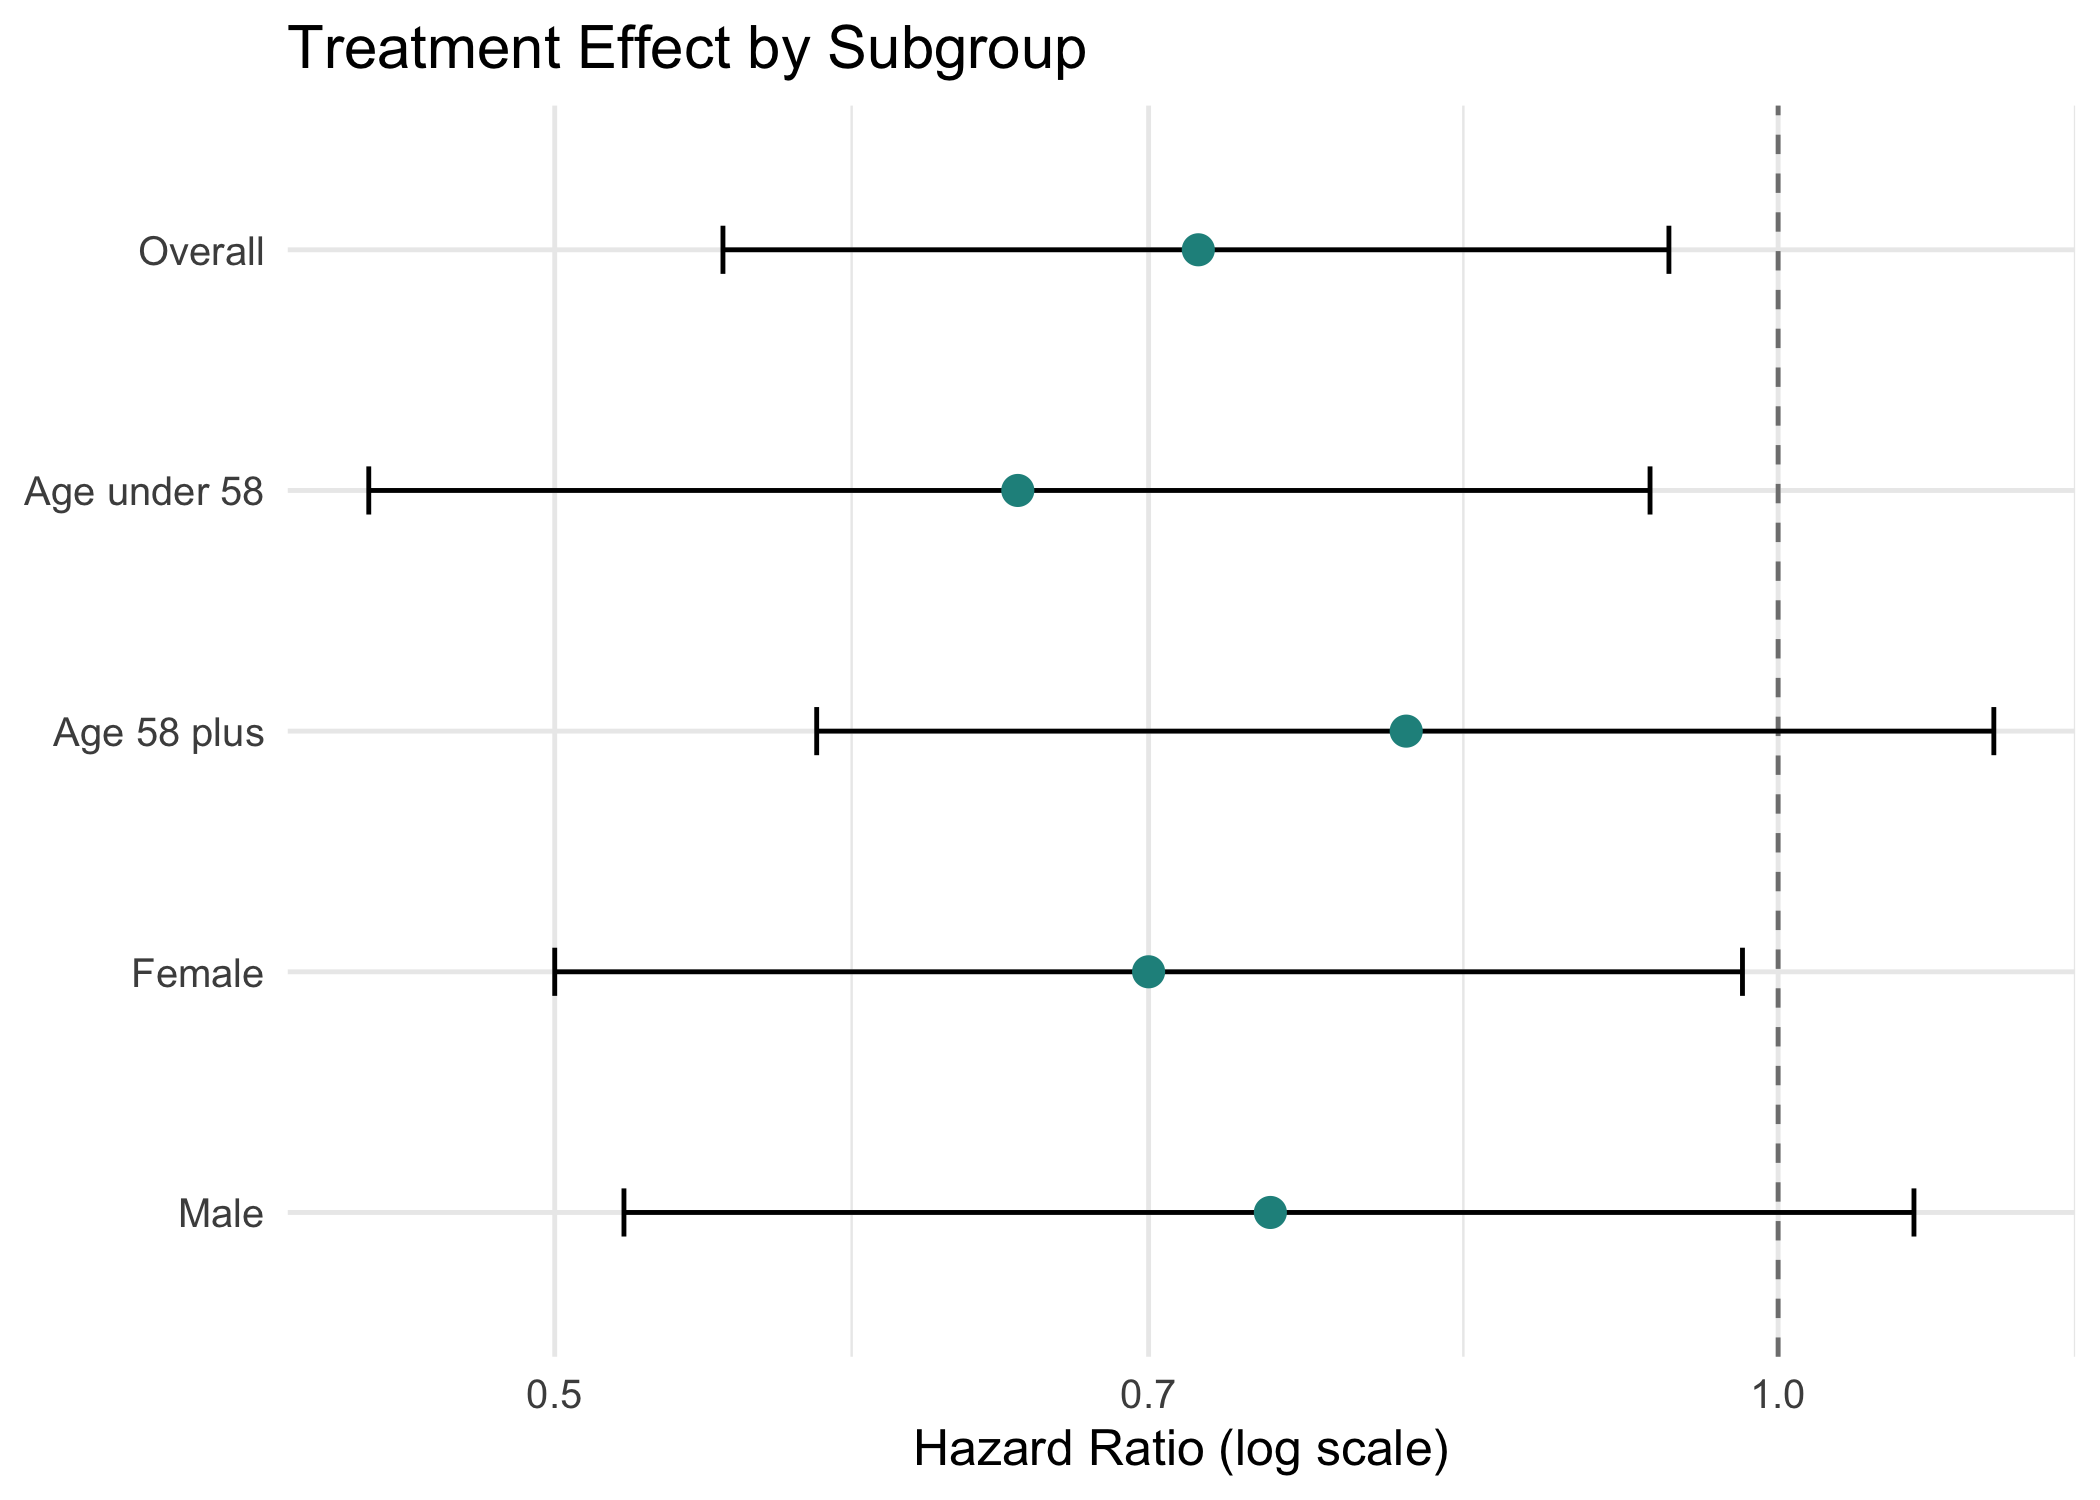 Treatment Effect by Subgroup
Overall
Age under 58
Age 58 plus
Female
Male
0.5 0.7 1.0
Hazard Ratio (log scale)